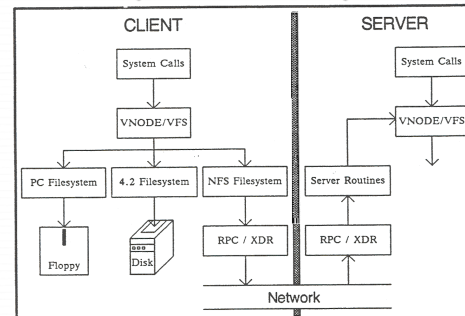 CLIENT
SERVER
System Calls
System Calls
VNODE/VFS
VNODE/VFS
PC Filesystem
4.2 Filesystem
NFS Filesystem
Server Routines
Floppy
Disk
RPC / XDR
RPC / XDR
Network